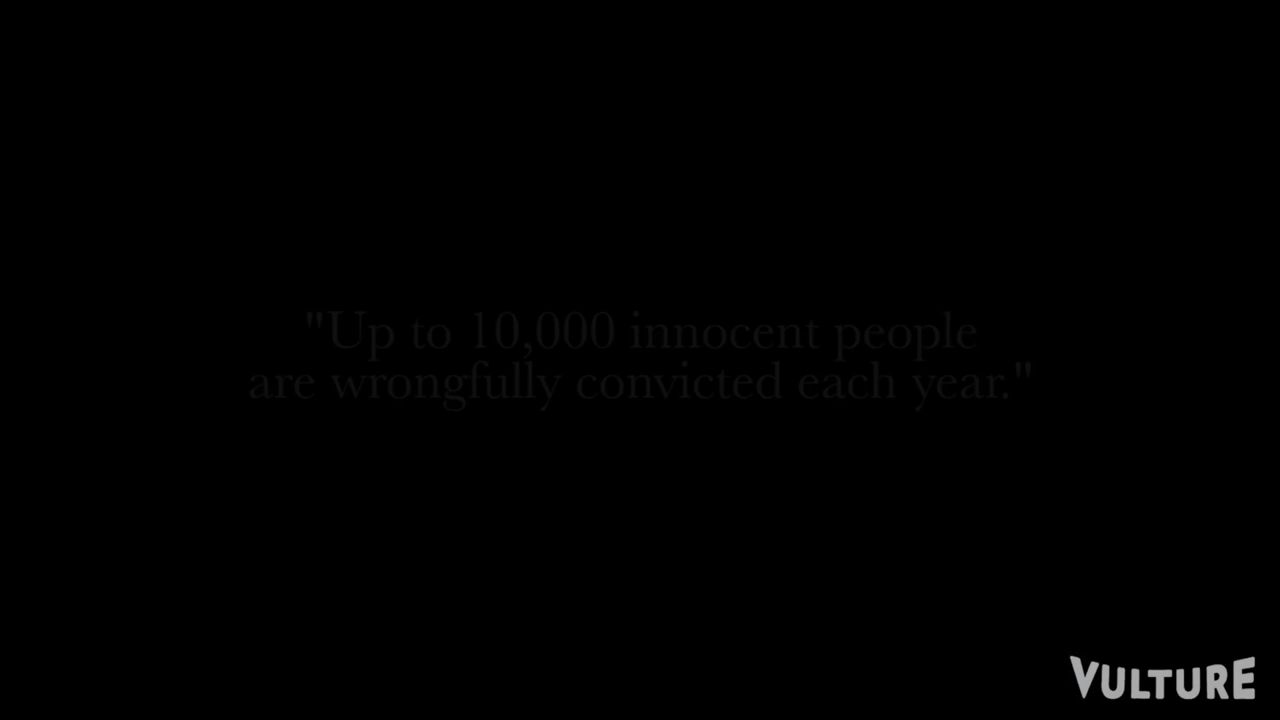 "Up to 10,000 innocent people
are wrongfully convicted each year."
VULTURE